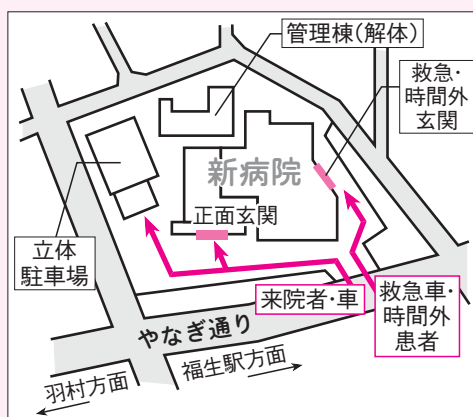 管理棟(解体)
救急・
時間外
玄関
新病院
正面玄関
立体
駐車場
来院者・車
救急車・
時間外
患者
やなぎ通り
福生駅方面
羽村方面